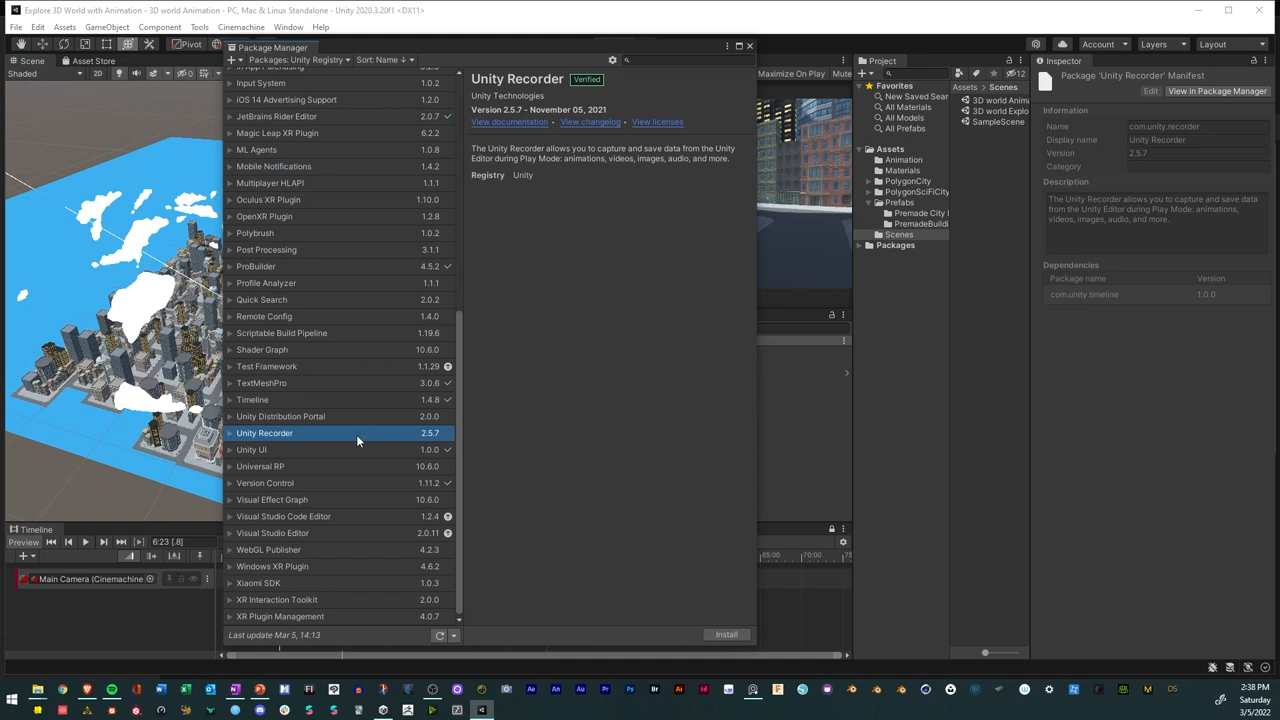 Explore 3D World with Animation - 3D world Animation - PC, Mac & Linux Standalone - Unity 2020.3.20f1 <DX11>
File Edit Assets GameObject Component Tools Cinemachine Window Help
Pivot
Account
Layers
Layout
Scene
Asset Store
Shaded
2D
0
Package Manager
Packages: Unity Registry
Sort: Name ↓
Input System 1.0.2
iOS 14 Advertising Support 1.2.0
JetBrains Rider Editor 2.0.7
Magic Leap XR Plugin 6.2.2
ML Agents 1.0.8
Mobile Notifications 1.4.2
Multiplayer HLAPI 1.1.1
Oculus XR Plugin 1.10.0
OpenXR Plugin 1.2.8
Polybrush 1.0.2
Post Processing 3.1.1
ProBuilder 4.5.2
Profile Analyzer 1.1.1
Quick Search 2.0.2
Remote Config 1.4.0
Scriptable Build Pipeline 1.19.6
Shader Graph 10.6.0
Test Framework 1.1.29
TextMeshPro 3.0.6
Timeline 1.4.8
Unity Distribution Portal 2.0.0
Unity Recorder 2.5.7
Unity UI 1.0.0
Universal RP 10.6.0
Version Control 1.11.2
Visual Effect Graph 10.6.0
Visual Studio Code Editor 1.2.4
Visual Studio Editor 2.0.11
WebGL Publisher 4.2.3
Windows XR Plugin 4.6.2
Xiaomi SDK 1.0.3
XR Interaction Toolkit 2.0.0
XR Plugin Management 4.0.7
Last update Mar 5, 14:13
Unity Recorder Verified
Unity Technologies
Version 2.5.7 - November 05, 2021
View documentation • View changelog • View licenses
The Unity Recorder allows you to capture and save data from the Unity
Editor during Play Mode: animations, videos, images, audio, and more.
Registry Unity
Install
Maximize On Play Mute
Project
12
Favorites
New Saved Sear
All Materials
All Models
All Prefabs
Assets
Animation
Materials
PolygonCity
PolygonSciFiCity
Prefabs
Premade City
PremadeBuildi
Scenes
Packages
Assets > Scenes
3D world Anima
3D world Explo
SampleScene
Inspector
Package 'Unity Recorder' Manifest
Edit View in Package Manager
Information
Name com.unity.recorder
Display name Unity Recorder
Version 2.5.7
Category
Description
The Unity Recorder allows you to capture and save data
from the Unity Editor during Play Mode: animations,
videos, images, audio, and more.
Dependencies
Package name Version
com.unity.timeline 1.0.0
Timeline
Preview 6:23 [.8]
65:00 70:00 75
Main Camera (Cinemachine
2:38 PM
Saturday
3/5/2022